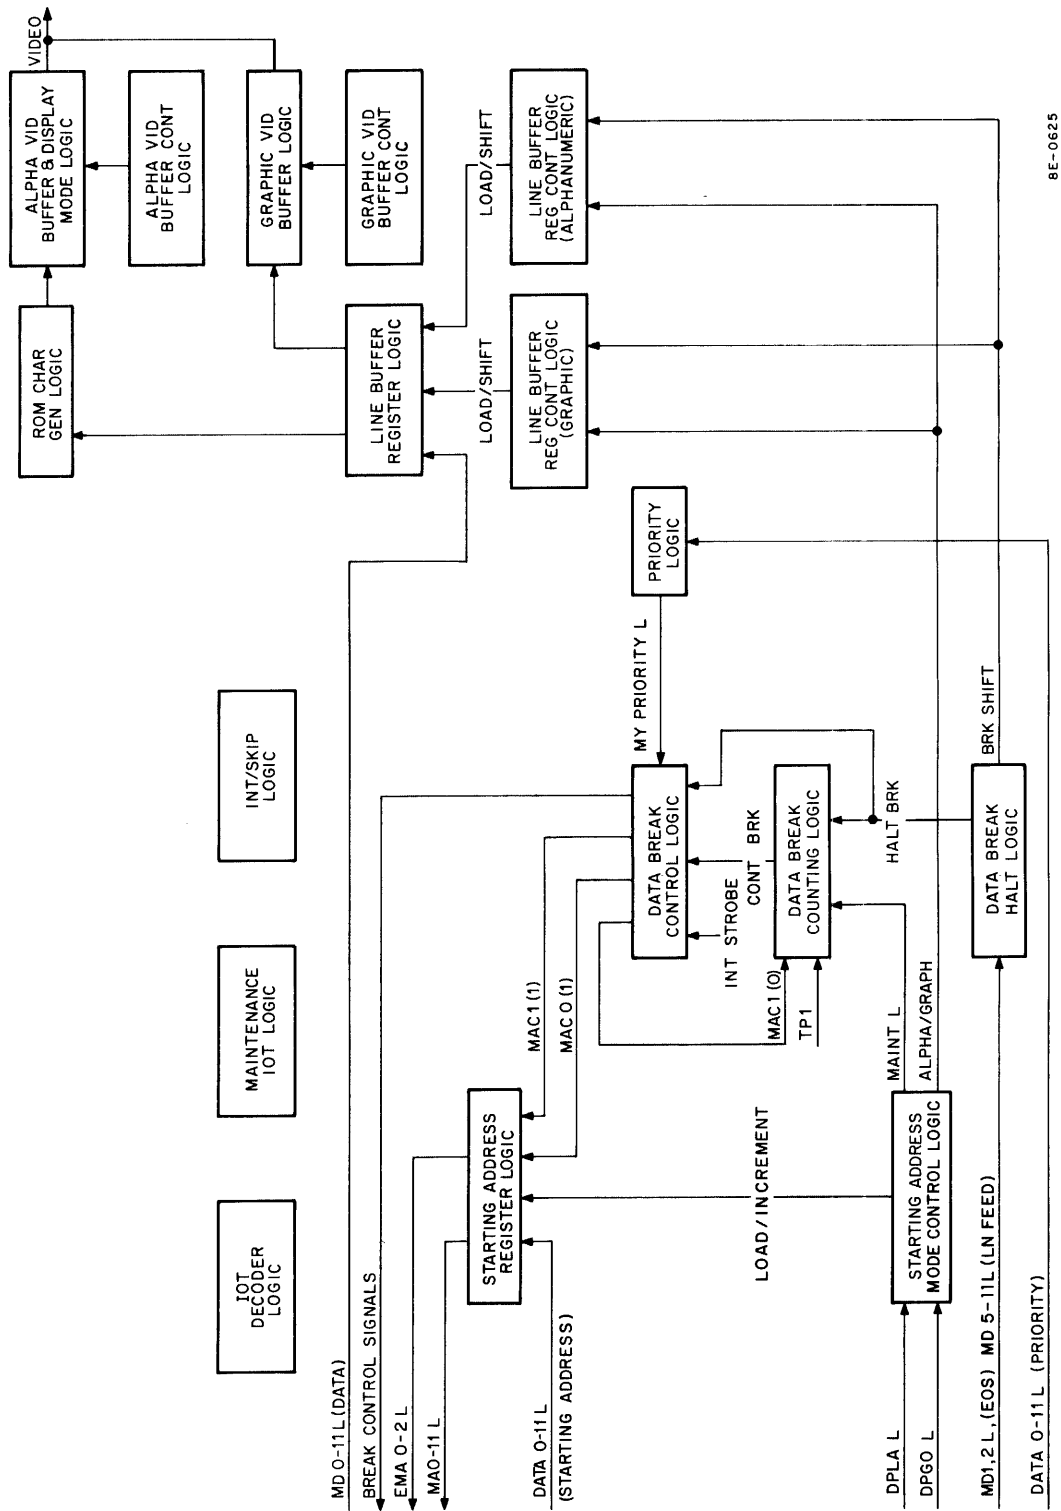 IOT
DECODER
LOGIC
MAINTENANCE
IOT LOGIC
INT/SKIP
LOGIC
ROM CHAR
GEN LOGIC
ALPHA VID
BUFFER & DISPLAY
MODE LOGIC
VIDEO
ALPHA VID
BUFFER CONT
LOGIC
GRAPHIC VID
BUFFER LOGIC
GRAPHIC VID
BUFFER CONT
LOGIC
MD 0-11 L (DATA)
BREAK CONTROL SIGNALS
EMA 0-2 L
MA0-11 L
DATA 0-11 L
(STARTING ADDRESS)
STARTING ADDRESS
REGISTER LOGIC
MAC1 (1)
MAC 0 (1)
LINE BUFFER
REGISTER LOGIC
LOAD/SHIFT
LOAD/SHIFT
LINE BUFFER
REG CONT LOGIC
(GRAPHIC)
LINE BUFFER
REG CONT LOGIC
(ALPHANUMERIC)
DATA BREAK
CONTROL LOGIC
MY PRIORITY L
PRIORITY
LOGIC
INT STROBE
CONT BRK
MAC1 (0)
TP1
DATA BREAK
COUNTING LOGIC
HALT BRK
LOAD/INCREMENT
MAINT L
ALPHA/GRAPH
DPLA L
DPGO L
STARTING ADDRESS
MODE CONTROL LOGIC
MD1,2 L, (EOS) MD 5-11L (LN FEED)
DATA BREAK
HALT LOGIC
BRK SHIFT
DATA 0-11 L (PRIORITY)
8E-0625